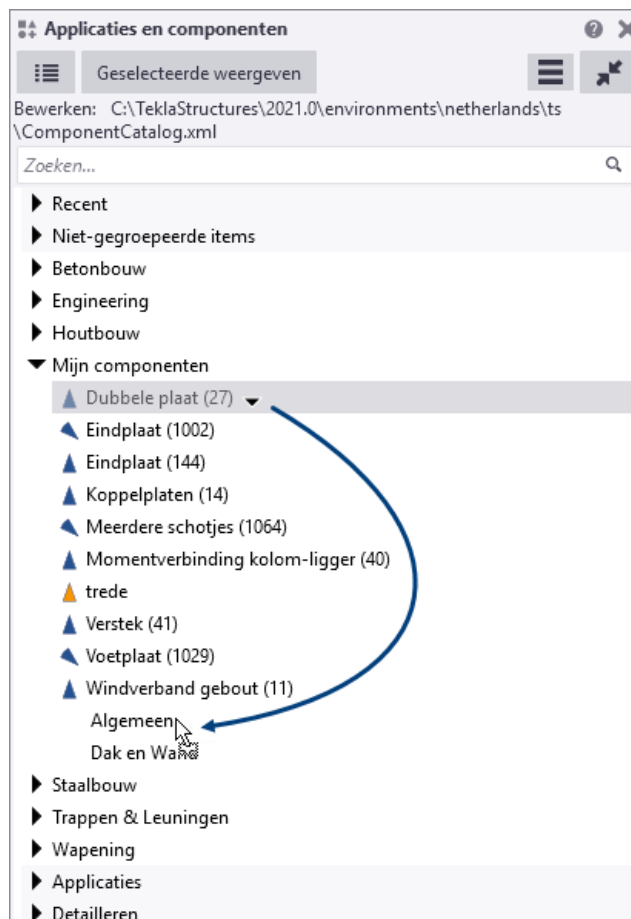 Applicaties en componenten
Geselecteerde weergeven
Bewerken: C:\TeklaStructures\2021.0\environments\netherlands\ts
\ComponentCatalog.xml
Zoeken...
Recent
Niet-gegroepeerde items
Betonbouw
Engineering
Houtbouw
Mijn componenten
Dubbele plaat (27)
Eindplaat (1002)
Eindplaat (144)
Koppelplaten (14)
Meerdere schotjes (1064)
Momentverbinding kolom-ligger (40)
trede
Verstek (41)
Voetplaat (1029)
Windverband gebout (11)
Algemeen
Dak en Wand
Staalbouw
Trappen & Leuningen
Wapening
Applicaties
Detailleren